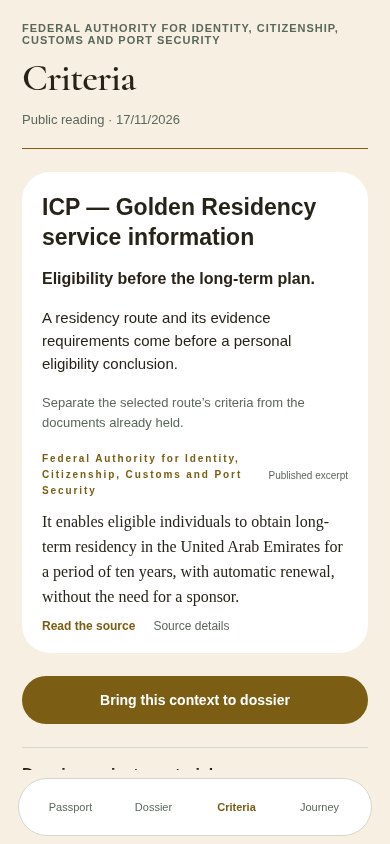 FEDERAL AUTHORITY FOR IDENTITY, CITIZENSHIP,
CUSTOMS AND PORT SECURITY
Criteria
Public reading · 17/11/2026
ICP — Golden Residency
service information
Eligibility before the long-term plan.
A residency route and its evidence
requirements come before a personal
eligibility conclusion.
Separate the selected route’s criteria from the
documents already held.
Federal Authority for Identity,
Citizenship, Customs and Port
Security
Published excerpt
It enables eligible individuals to obtain long-
term residency in the United Arab Emirates for
a period of ten years, with automatic renewal,
without the need for a sponsor.
Read the source Source details
Bring this context to dossier
Passport Dossier Criteria Journey